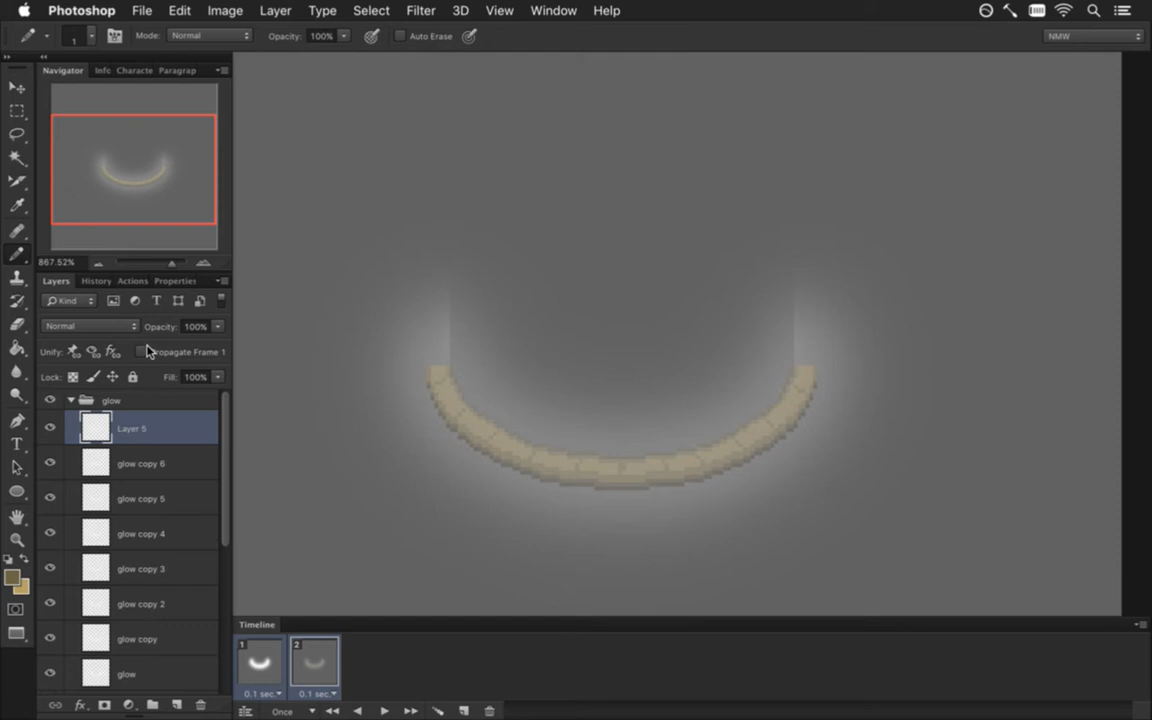 Photoshop File Edit Image Layer Type Select Filter 3D View Window Help
1 Mode: Normal Opacity: 100% Auto Erase NMW
Navigator Info Characte Paragrap
867.52%
Layers History Actions Properties
Kind
Normal Opacity: 100%
Unify: ropagate Frame 1
Lock: Fill: 100%
glow
Layer 5
glow copy 6
glow copy 5
glow copy 4
glow copy 3
glow copy 2
glow copy
glow
fx
Timeline
1 2
0.1 sec. 0.1 sec.
Once